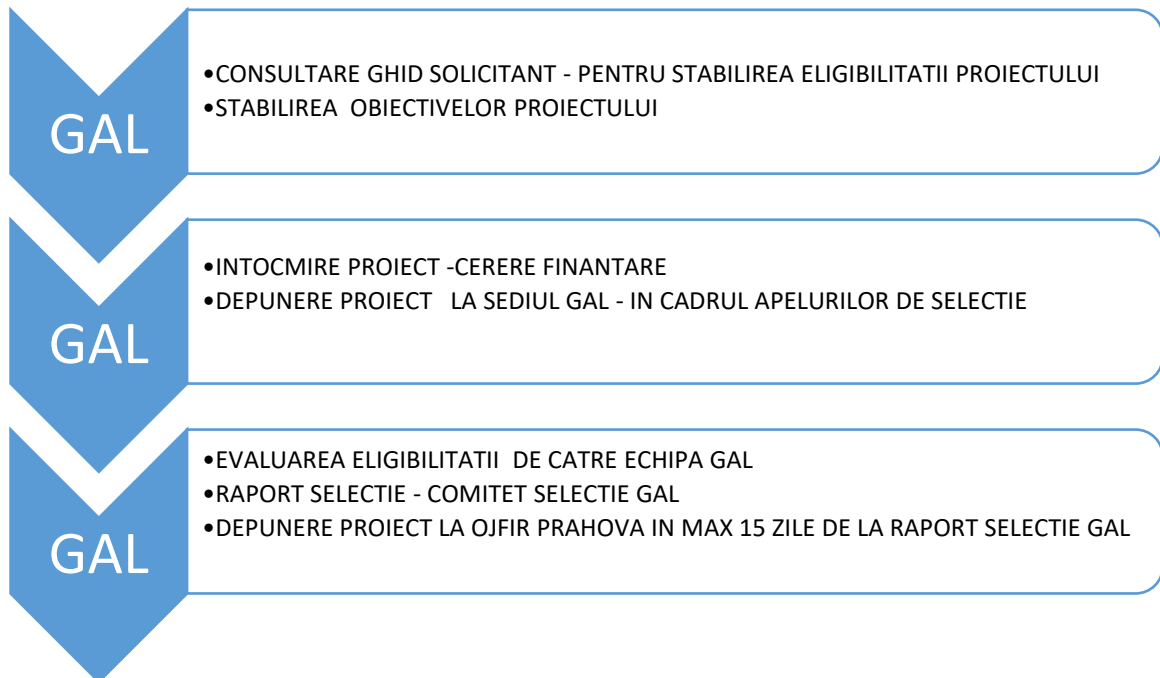 GAL
•CONSULTARE GHID SOLICITANT - PENTRU STABILIREA ELIGIBILITATII PROIECTULUI
•STABILIREA OBIECTIVELOR PROIECTULUI
GAL
•INTOCMIRE PROIECT -CERERE FINANTARE
•DEPUNERE PROIECT LA SEDIUL GAL - IN CADRUL APELURILOR DE SELECTIE
GAL
•EVALUAREA ELIGIBILITATII DE CATRE ECHIPA GAL
•RAPORT SELECTIE - COMITET SELECTIE GAL
•DEPUNERE PROIECT LA OJFIR PRAHOVA IN MAX 15 ZILE DE LA RAPORT SELECTIE GAL